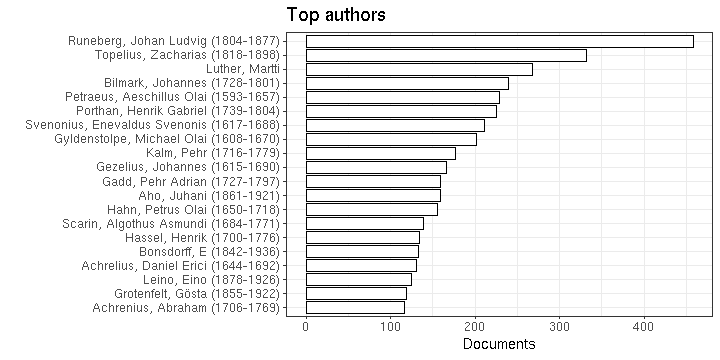 Top authors
Runeberg, Johan Ludvig (1804-1877)
Topelius, Zacharias (1818-1898)
Luther, Martti
Bilmark, Johannes (1728-1801)
Petraeus, Aeschillus Olai (1593-1657)
Porthan, Henrik Gabriel (1739-1804)
Svenonius, Enevaldus Svenonis (1617-1688)
Gyldenstolpe, Michael Olai (1608-1670)
Kalm, Pehr (1716-1779)
Gezelius, Johannes (1615-1690)
Gadd, Pehr Adrian (1727-1797)
Aho, Juhani (1861-1921)
Hahn, Petrus Olai (1650-1718)
Scarin, Algothus Asmundi (1684-1771)
Hassel, Henrik (1700-1776)
Bonsdorff, E (1842-1936)
Achrelius, Daniel Erici (1644-1692)
Leino, Eino (1878-1926)
Grotenfelt, Gösta (1855-1922)
Achrenius, Abraham (1706-1769)
0 100 200 300 400
Documents